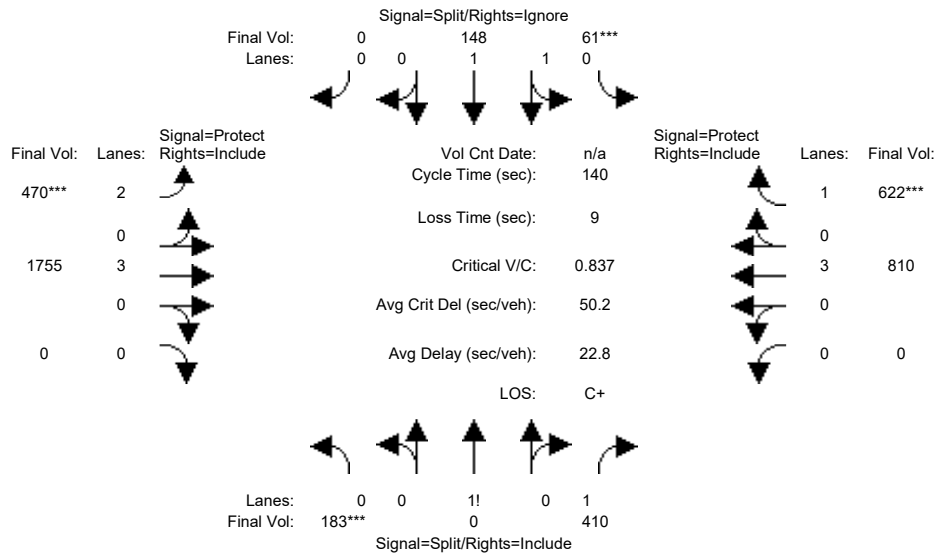 Signal=Split/Rights=Ignore
Final Vol: 0 148 61***
Lanes: 0 0 1 1 0
Signal=Protect
Final Vol: Lanes: Rights=Include
Vol Cnt Date: n/a
Signal=Protect
Rights=Include Lanes: Final Vol:
Cycle Time (sec): 140
470*** 2
1 622***
Loss Time (sec): 9
0
0
1755 3
Critical V/C: 0.837
3 810
0
Avg Crit Del (sec/veh): 50.2
0
0 0
Avg Delay (sec/veh): 22.8
0 0
LOS: C+
Lanes: 0 0 1! 0 1
Final Vol: 183*** 0 410
Signal=Split/Rights=Include